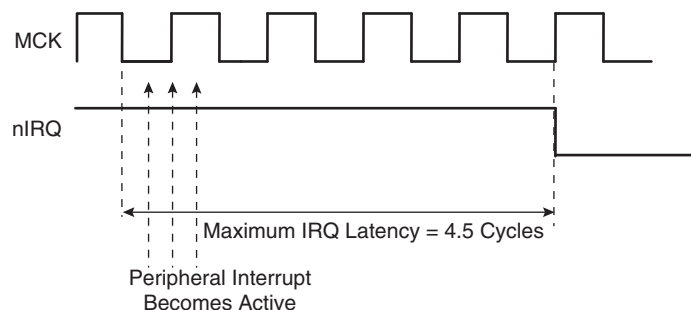 MCK
nIRQ
Maximum IRQ Latency = 4.5 Cycles
Peripheral Interrupt
Becomes Active